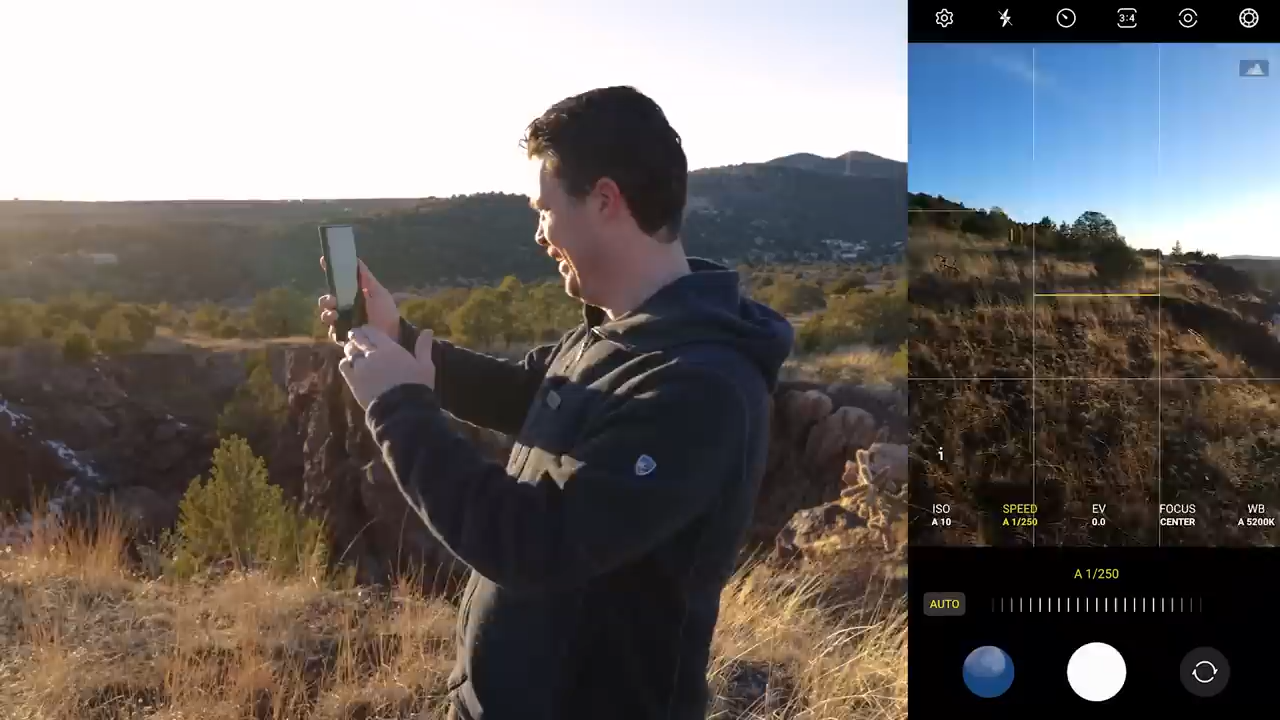 3:4
i
ISO SPEED EV FOCUS WB
A 10 A 1/250 0.0 CENTER A 5200K
A 1/250
AUTO